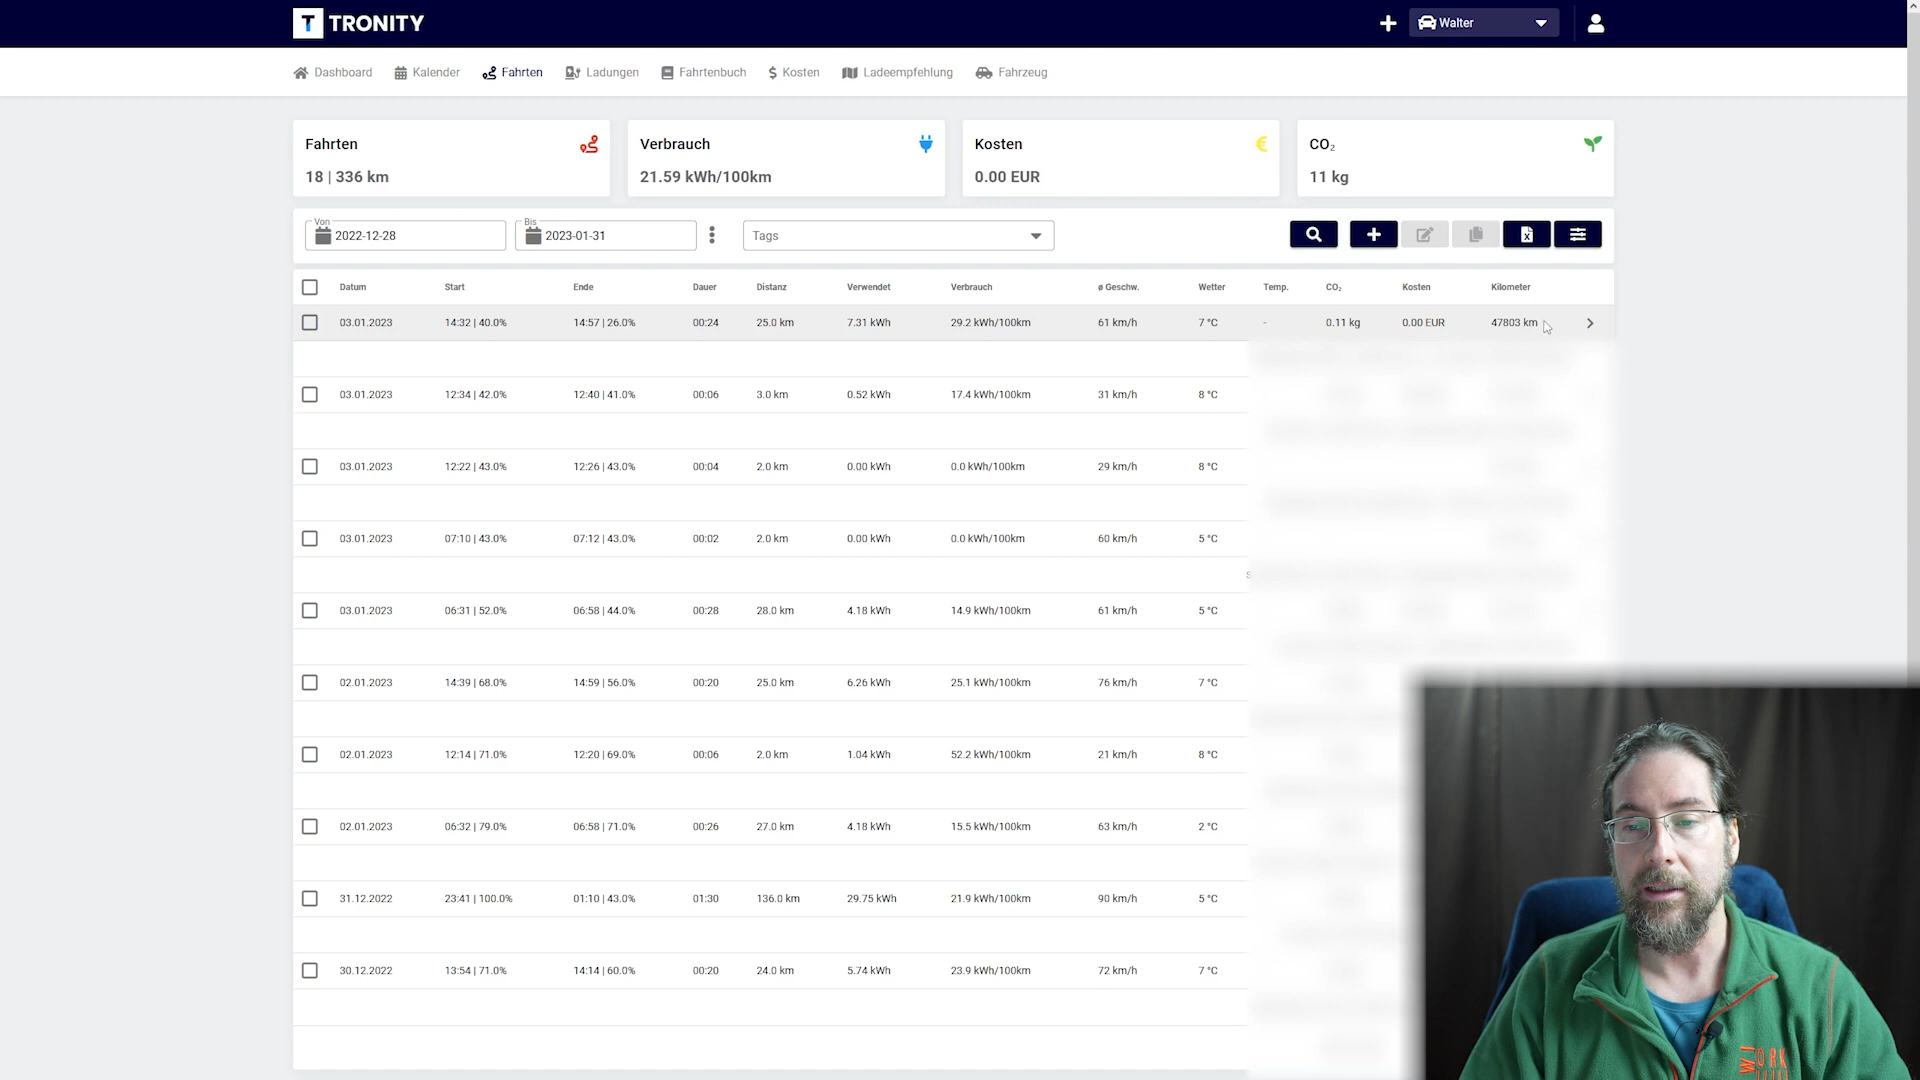 T TRONITY
Walter
Dashboard Kalender Fahrten Ladungen Fahrtenbuch $ Kosten Ladeempfehlung Fahrzeug
Fahrten Verbrauch Kosten € CO₂
18 | 336 km 21.59 kWh/100km 0.00 EUR 11 kg
Von Bis
2022-12-28 2023-01-31 Tags
Datum Start Ende Dauer Distanz Verwendet Verbrauch ø Geschw. Wetter Temp. CO₂ Kosten Kilometer
03.01.2023 14:32 | 40.0% 14:57 | 26.0% 00:24 25.0 km 7.31 kWh 29.2 kWh/100km 61 km/h 7 °C - 0.11 kg 0.00 EUR 47803 km
03.01.2023 12:34 | 42.0% 12:40 | 41.0% 00:06 3.0 km 0.52 kWh 17.4 kWh/100km 31 km/h 8 °C
03.01.2023 12:22 | 43.0% 12:26 | 43.0% 00:04 2.0 km 0.00 kWh 0.0 kWh/100km 29 km/h 8 °C
03.01.2023 07:10 | 43.0% 07:12 | 43.0% 00:02 2.0 km 0.00 kWh 0.0 kWh/100km 60 km/h 5 °C
03.01.2023 06:31 | 52.0% 06:58 | 44.0% 00:28 28.0 km 4.18 kWh 14.9 kWh/100km 61 km/h 5 °C
02.01.2023 14:39 | 68.0% 14:59 | 56.0% 00:20 25.0 km 6.26 kWh 25.1 kWh/100km 76 km/h 7 °C
02.01.2023 12:14 | 71.0% 12:20 | 69.0% 00:06 2.0 km 1.04 kWh 52.2 kWh/100km 21 km/h 8 °C
02.01.2023 06:32 | 79.0% 06:58 | 71.0% 00:26 27.0 km 4.18 kWh 15.5 kWh/100km 63 km/h 2 °C
31.12.2022 23:41 | 100.0% 01:10 | 43.0% 01:30 136.0 km 29.75 kWh 21.9 kWh/100km 90 km/h 5 °C
30.12.2022 13:54 | 71.0% 14:14 | 60.0% 00:20 24.0 km 5.74 kWh 23.9 kWh/100km 72 km/h 7 °C